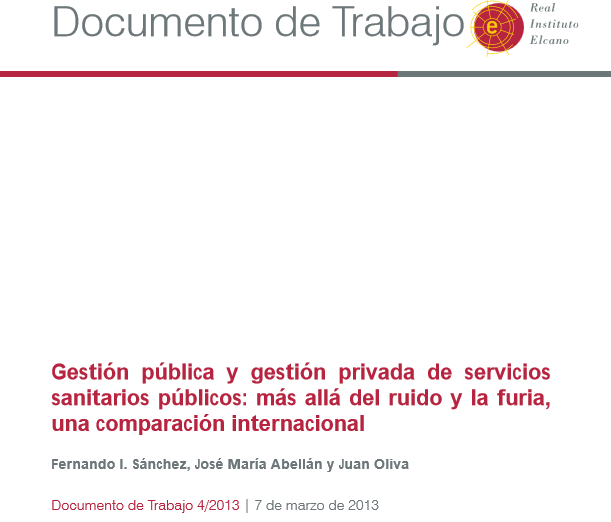 Documento de Trabajo
Real
Instituto
Elcano
e
Gestión pública y gestión privada de servicios
sanitarios públicos: más allá del ruido y la furia,
una comparación internacional
Fernando I. Sánchez, José María Abellán y Juan Oliva
Documento de Trabajo 4/2013 | 7 de marzo de 2013